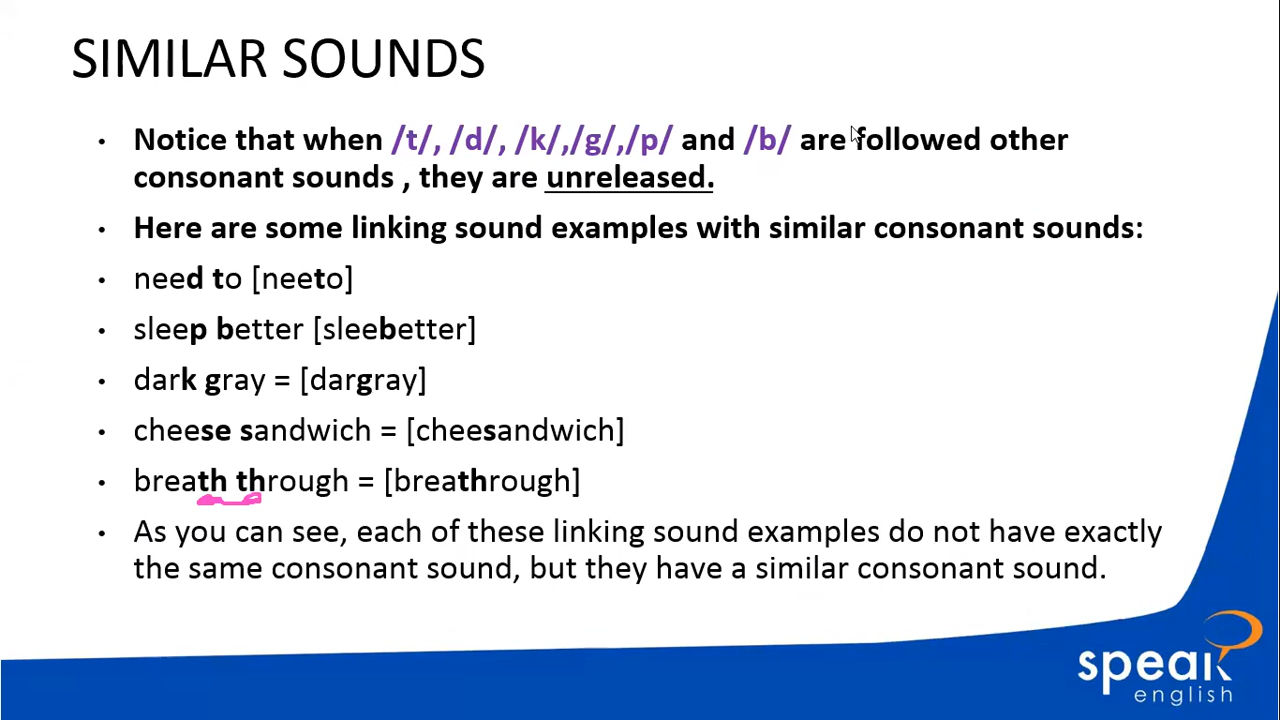 SIMILAR SOUNDS
• Notice that when /t/, /d/, /k/,/g/,/p/ and /b/ are followed other
consonant sounds , they are unreleased.
• Here are some linking sound examples with similar consonant sounds:
• need to [neeto]
• sleep better [sleebetter]
• dark gray = [dargray]
• cheese sandwich = [cheesandwich]
• breath through = [breathrough]
• As you can see, each of these linking sound examples do not have exactly
the same consonant sound, but they have a similar consonant sound.
speak
english